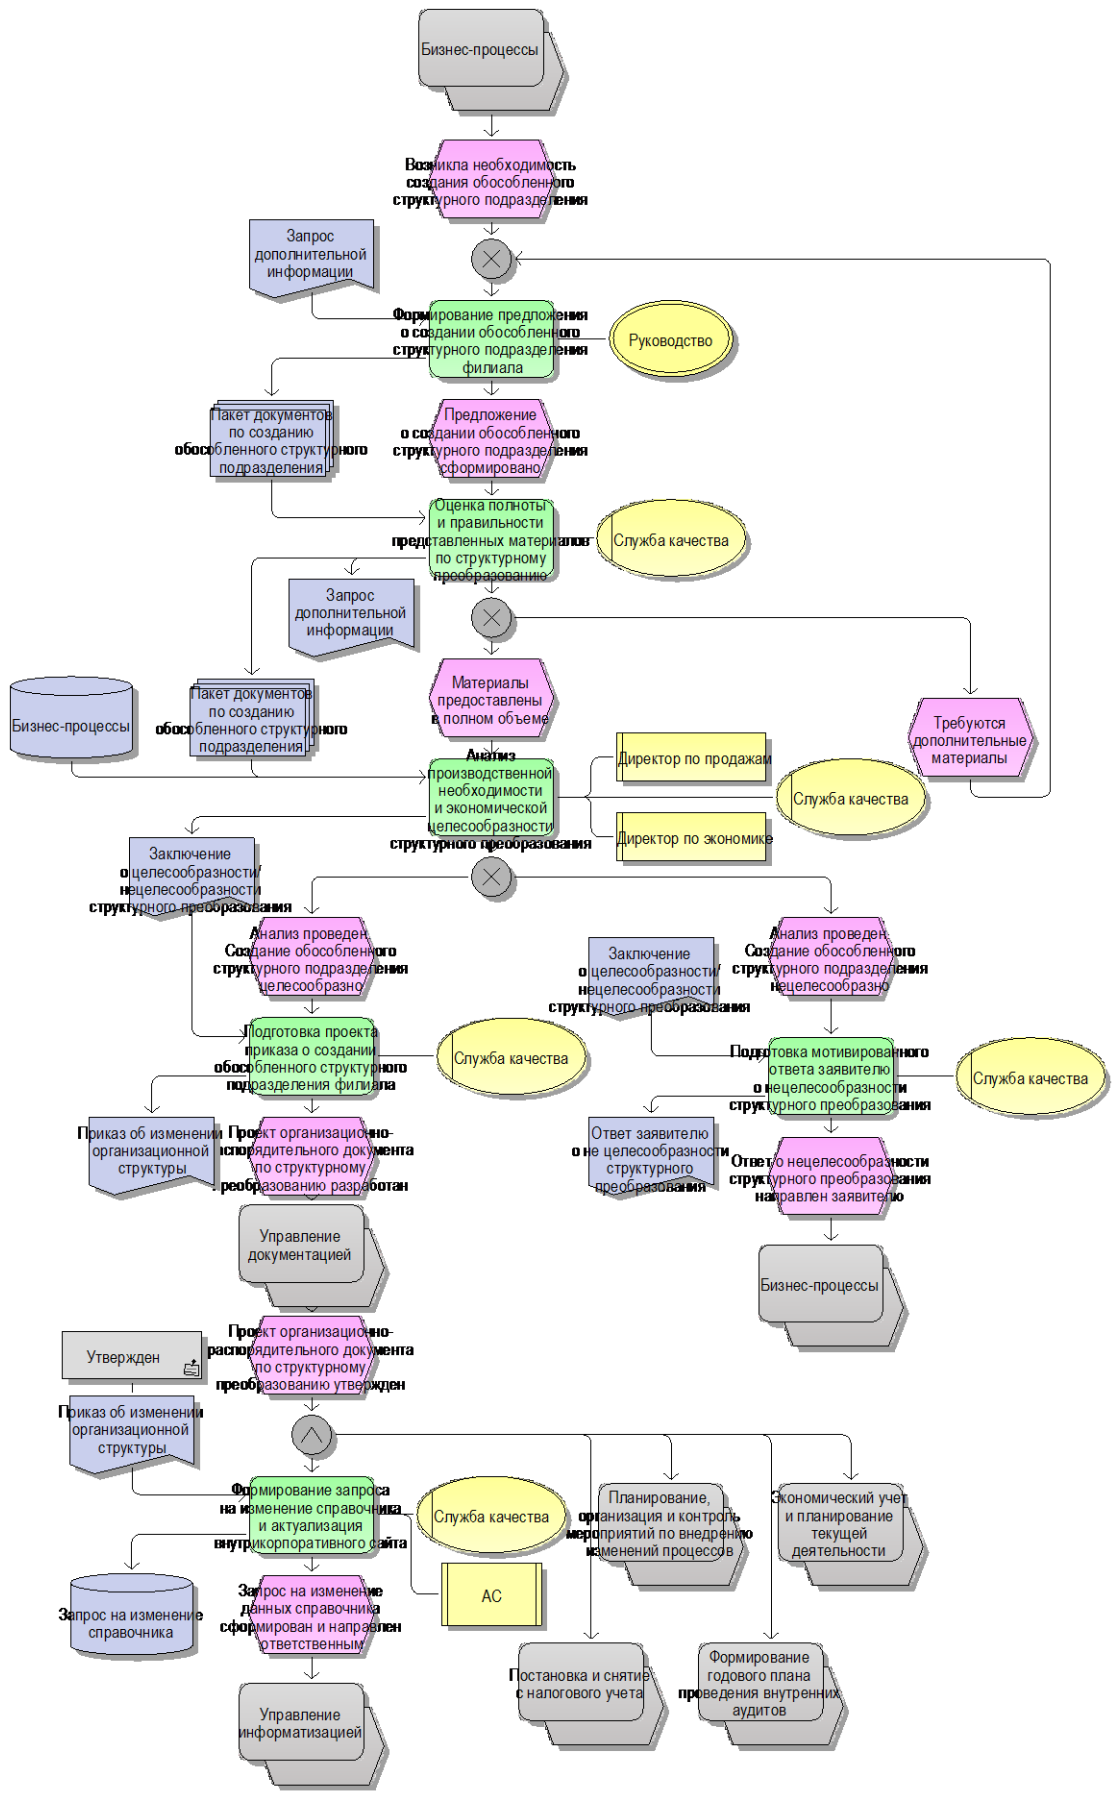 Бизнес-процессы
Возникла необходимость
создания обособленного
структурного подразделения
Запрос
дополнительной
информации
Формирование предложения
о создании обособленного
структурного подразделения
филиала
Руководство
Пакет документов
по созданию
обособленного структурного
подразделения
Предложение
о создании обособленного
структурного подразделения
сформировано
Оценка полноты
и правильности
представленных материалов
по структурному
преобразованию
Служба качества
Запрос
дополнительной
информации
Бизнес-процессы
Пакет документов
по созданию
обособленного структурного
подразделения
Материалы
предоставлены
в полном объеме
Требуются
дополнительные
материалы
Анализ
производственной
необходимости
и экономической
целесообразности
структурного преобразования
Директор по продажам
Служба качества
Директор по экономике
Заключение
о целесообразности/
нецелесообразности
структурного преобразования
Анализ проведен.
Создание обособленного
структурного подразделения
целесообразно
Заключение
о целесообразности/
нецелесообразности
структурного преобразования
Анализ проведен.
Создание обособленного
структурного подразделения
нецелесообразно
Подготовка проекта
приказа о создании
обособленного структурного
подразделения филиала
Служба качества
Подготовка мотивированного
ответа заявителю
о нецелесообразности
структурного преобразования
Служба качества
Приказ об изменении
организационной
структуры
Проект организационно-
распорядительного документа
по структурному
преобразованию разработан
Ответ заявителю
о не целесообразности
структурного
преобразования
Ответ о нецелесообразности
структурного преобразования
направлен заявителю
Управление
документацией
Бизнес-процессы
Утвержден
Проект организационно-
распорядительного документа
по структурному
преобразованию утвержден
Приказ об изменении
организационной
структуры
Формирование запроса
на изменение справочника
и актуализация
внутрикорпоративного сайта
Служба качества
АС
Планирование,
организация и контроль
мероприятий по внедрению
изменений процессов
Экономический учет
и планирование
текущей
деятельности
Запрос на изменение
справочника
Запрос на изменение
данных справочника
сформирован и направлен
ответственным
Постановка и снятие
с налогового учета
Формирование
годового плана
проведения внутренних
аудитов
Управление
информатизацией